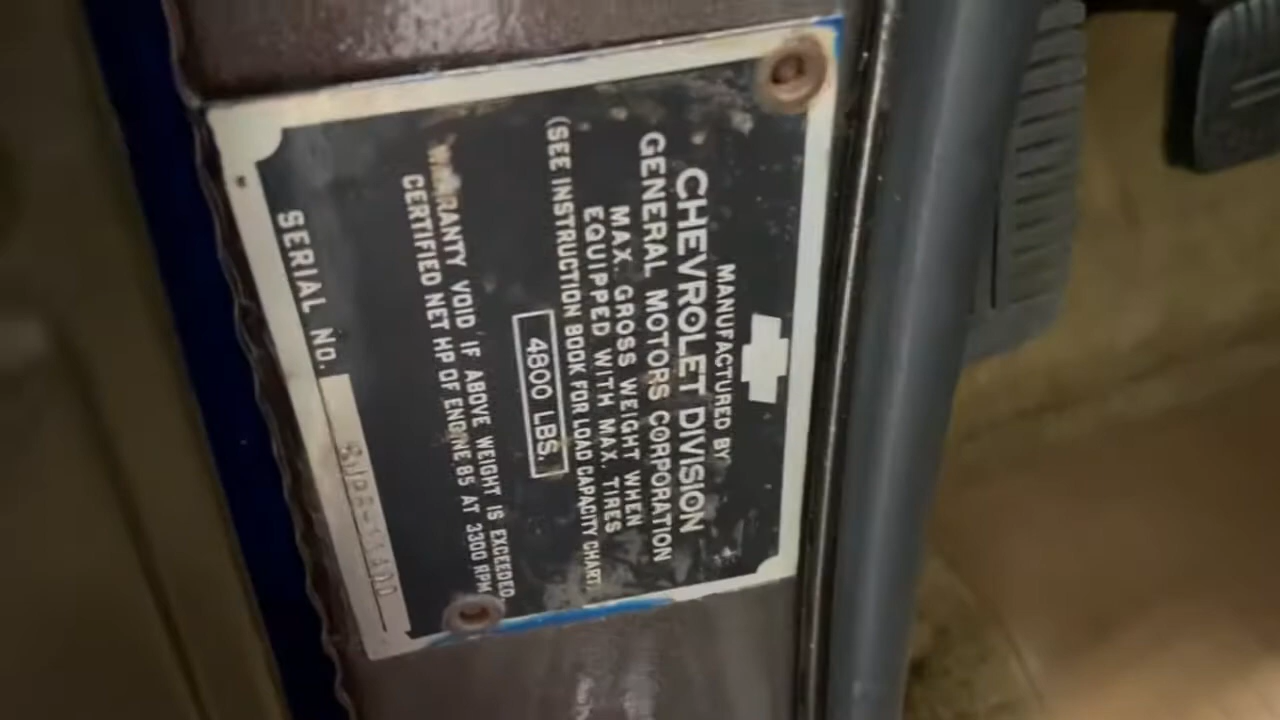 MANUFACTURED BY
CHEVROLET DIVISION
GENERAL MOTORS CORPORATION
MAX. GROSS WEIGHT WHEN
EQUIPPED WITH MAX. TIRES
(SEE INSTRUCTION BOOK FOR LOAD CAPACITY CHART)
4800 LBS.
WARRANTY VOID IF ABOVE WEIGHT IS EXCEEDED
CERTIFIED NET HP OF ENGINE 85 AT 3300 RPM
SERIAL NO.